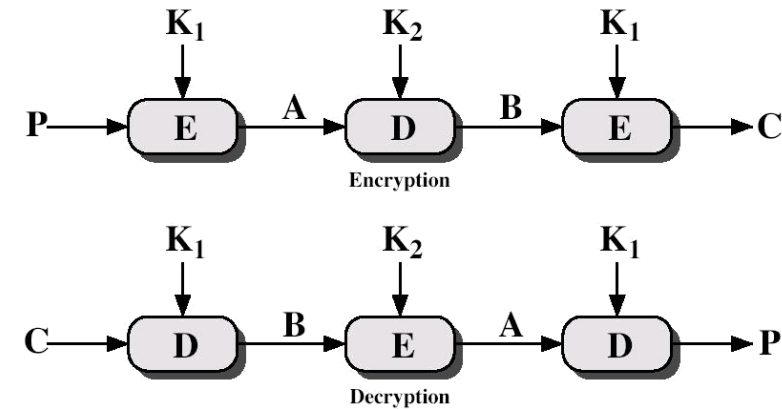 K₁ K₂ K₁
P E A D B E C
Encryption
K₁ K₂ K₁
C D B E A D P
Decryption